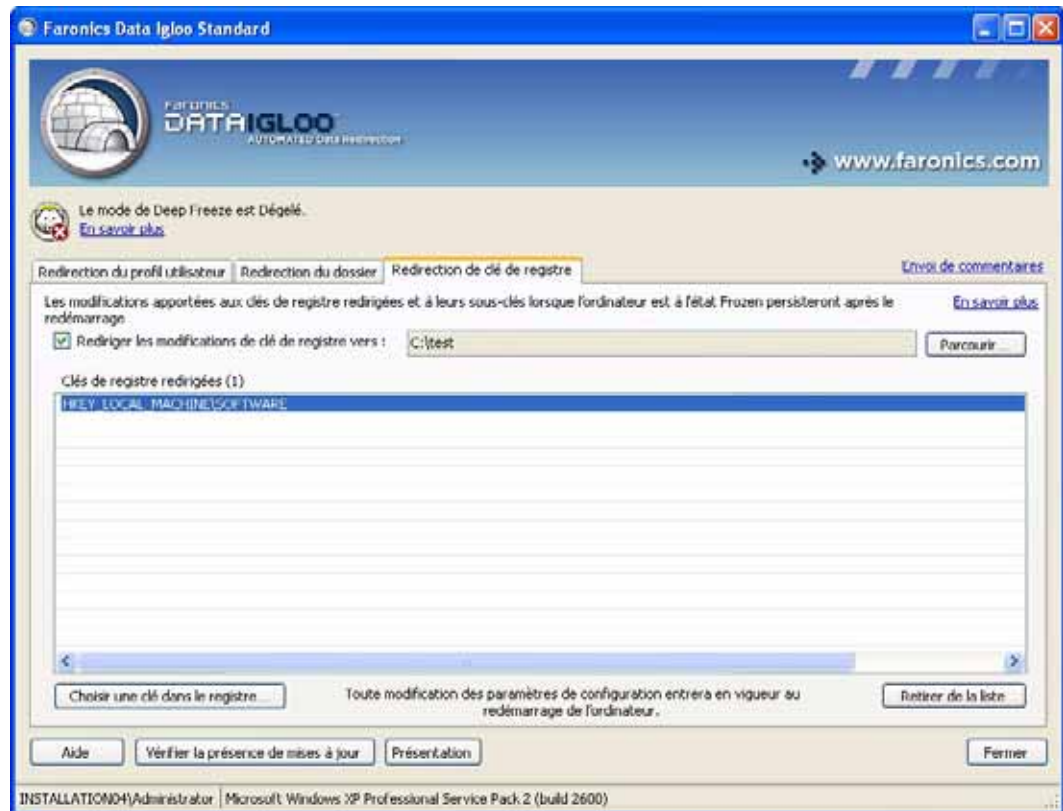 Faronics Data Igloo Standard
FARONICS
DATAIGLOO
AUTOMATED Data Redirection
www.faronics.com
Le mode de Deep Freeze est Dégelé.
En savoir plus
Redirection du profil utilisateur
Redirection du dossier
Redirection de clé de registre
Envoi de commentaires
Les modifications apportées aux clés de registre redirigées et à leurs sous-clés lorsque l'ordinateur est à l'état Frozen persisteront après le
redémarrage
En savoir plus
Rediriger les modifications de clé de registre vers :
C:\test
Parcourir...
Clés de registre redirigées (1)
HKEY_LOCAL_MACHINE\SOFTWARE
Choisir une clé dans le registre...
Toute modification des paramètres de configuration entrera en vigueur au
redémarrage de l'ordinateur.
Retirer de la liste
Aide
Vérifier la présence de mises à jour
Présentation
Fermer
INSTALLATION04\Administrator
Microsoft Windows XP Professional Service Pack 2 (build 2600)